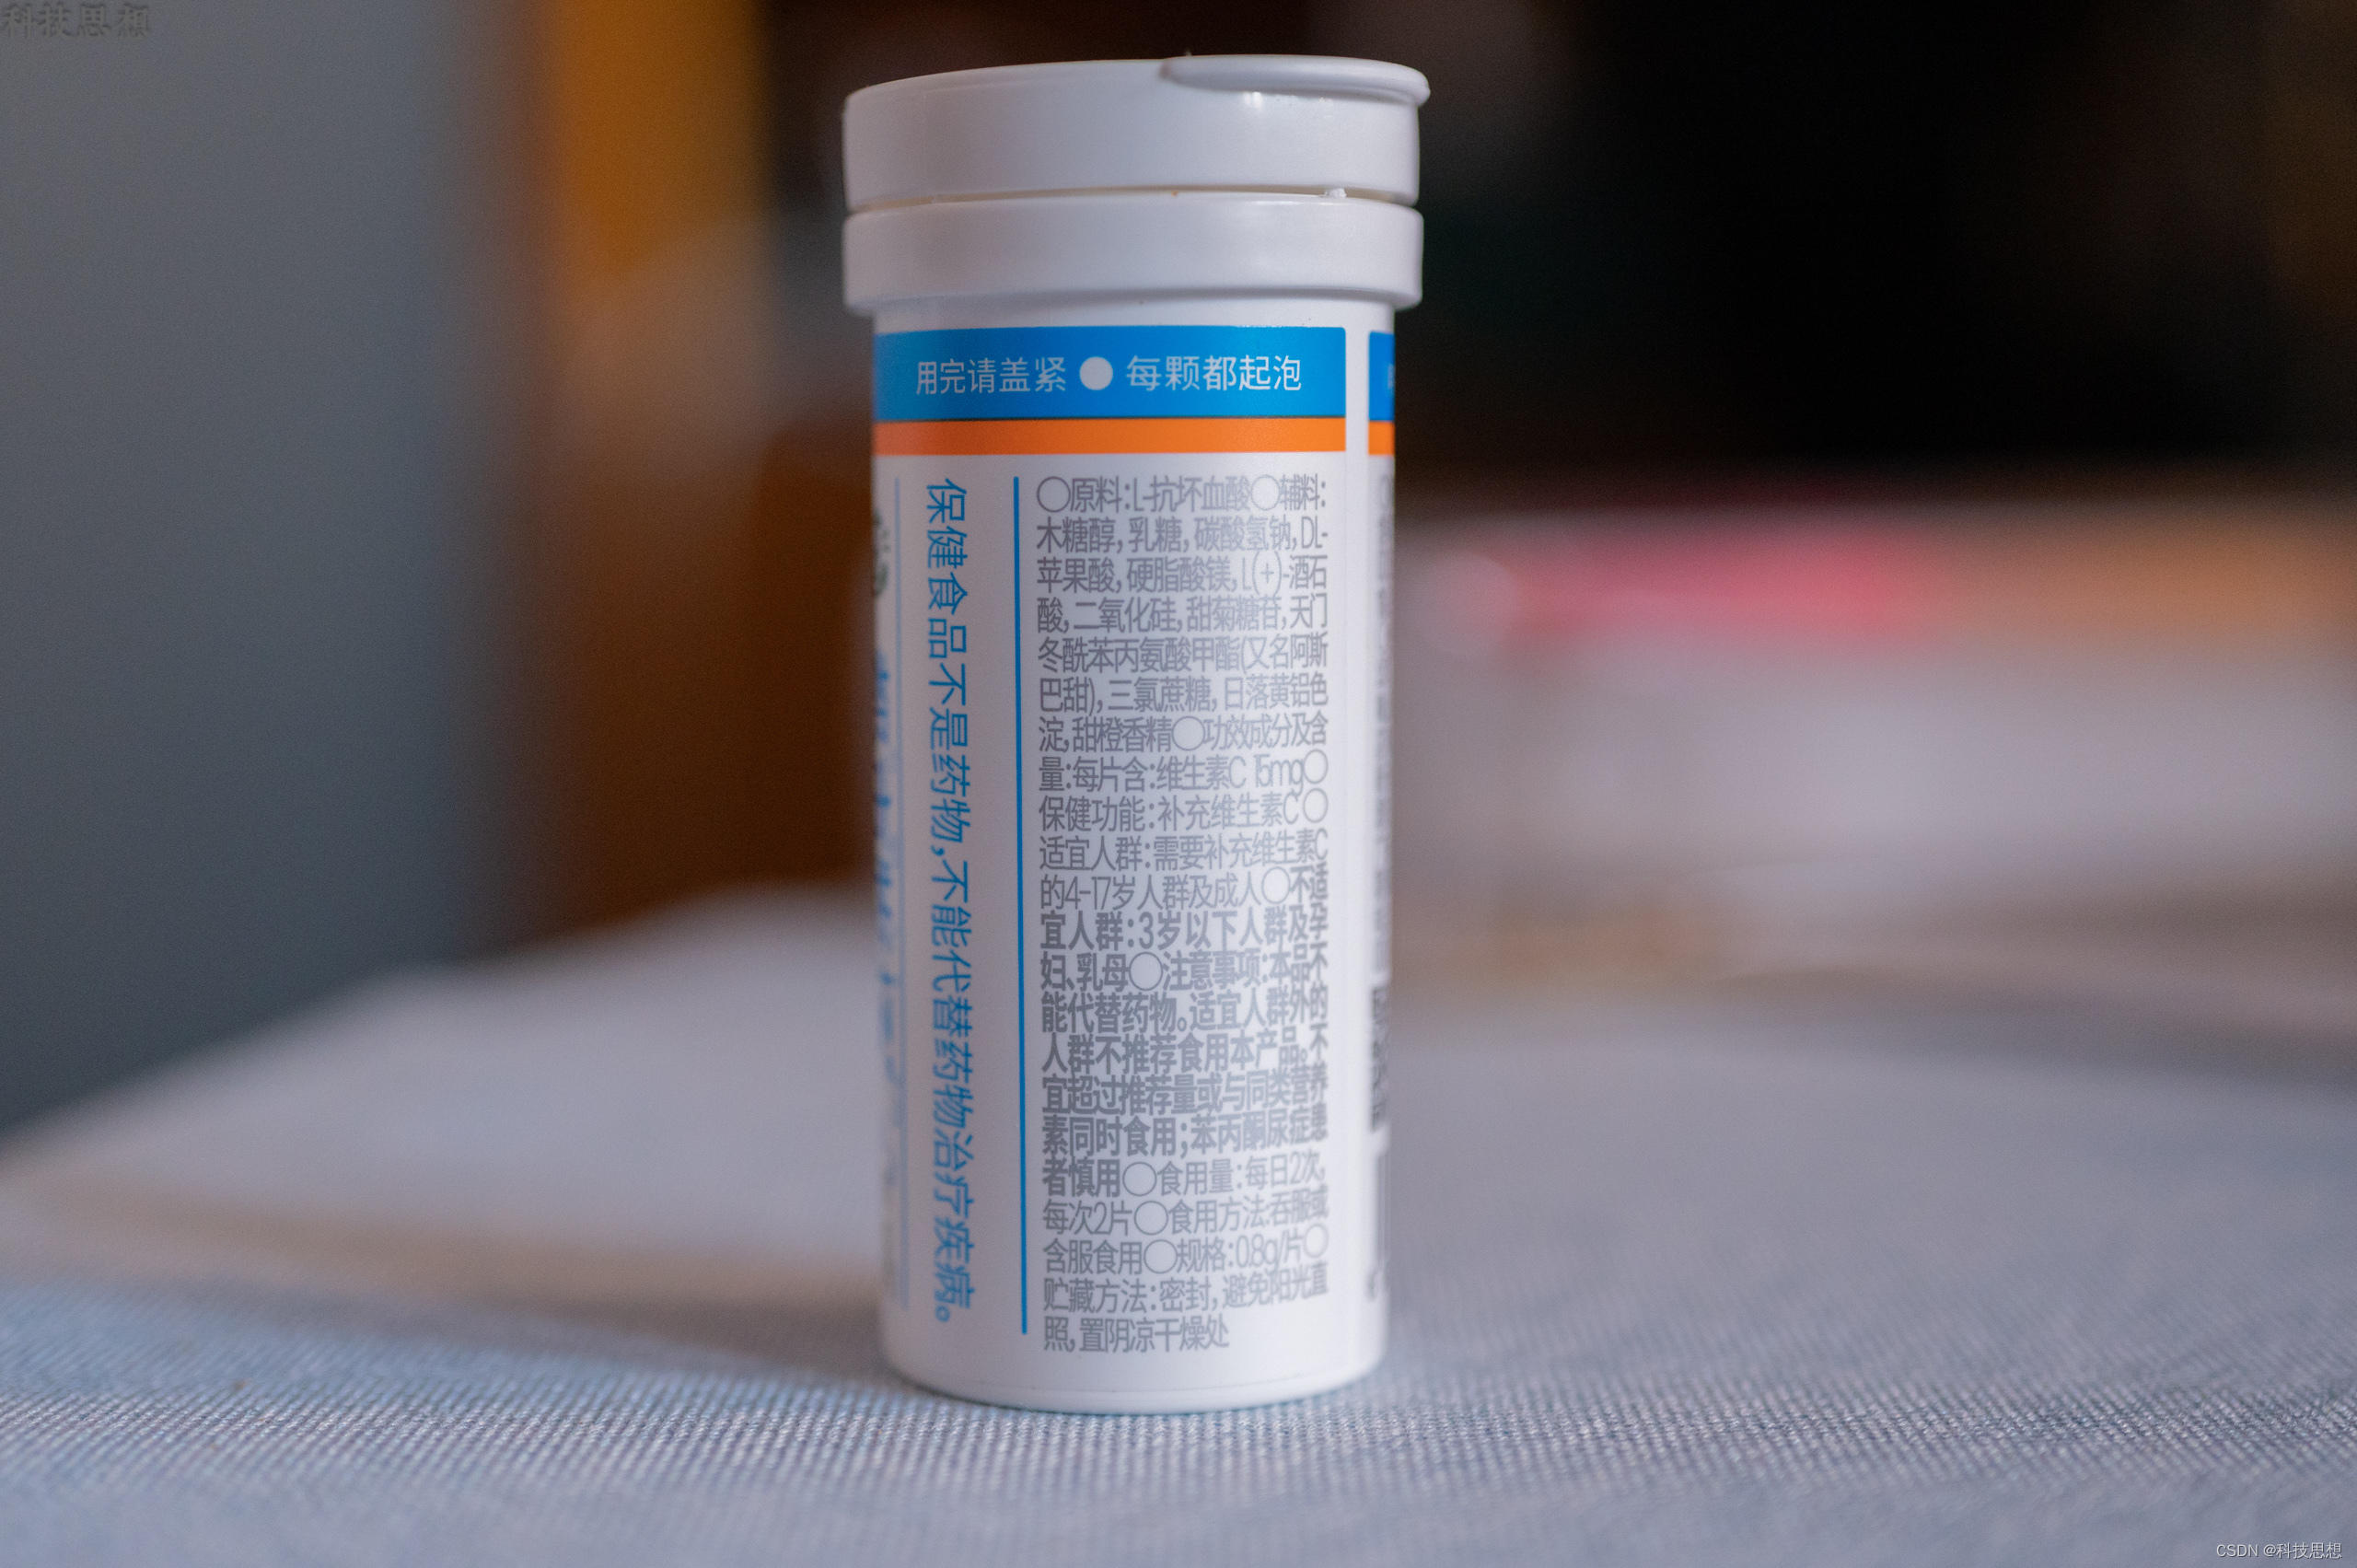 科技思想
用完请盖紧●每颗都起泡
保健食品不是药物,不能代替药物治疗疾病。
○原料:L-抗坏血酸○辅料:
木糖醇,乳糖,碳酸氢钠,DL-
苹果酸,硬脂酸镁,L(+)-酒石
酸,二氧化硅,甜菊糖苷,天门
冬酰苯丙氨酸甲酯(又名阿斯
巴甜),三氯蔗糖,日落黄铝色
淀,甜橙香精○功效成分及含
量:每片含:维生素C 15mg○
保健功能:补充维生素C○
适宜人群:需要补充维生素C
的4-17岁人群及成人○不适
宜人群:3岁以下人群及孕
妇、乳母○注意事项:本品不
能代替药物。适宜人群外的
人群不推荐食用本产品。不
宜超过推荐量或与同类营养
素同时食用;苯丙酮尿症患
者慎用○食用量:每日2次,
每次2片○食用方法:吞服或
含服食用○规格:0.8g/片○
贮藏方法:密封,避免阳光直
照,置阴凉干燥处
CSDN @科技思想